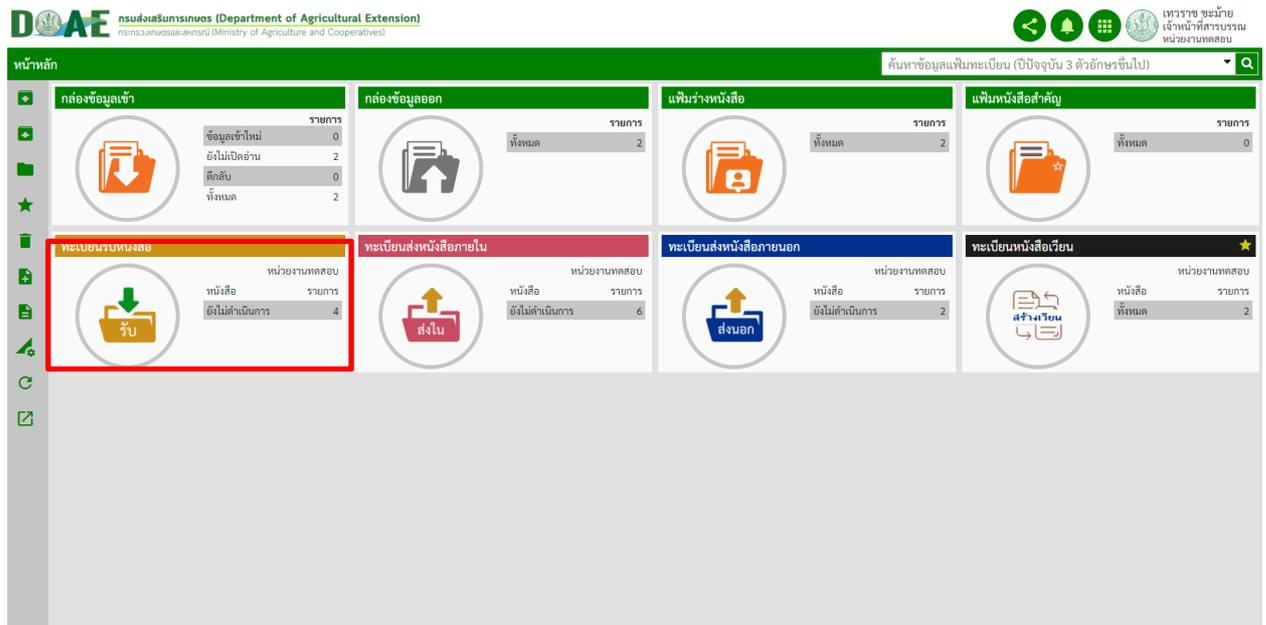 DOAE
กรมส่งเสริมการเกษตร (Department of Agricultural Extension)
กระทรวงเกษตรและสหกรณ์ (Ministry of Agriculture and Cooperatives)
เทวราช ชะม้าย
เจ้าหน้าที่สารบรรณ
หน่วยงานทดสอบ
หน้าหลัก
ค้นหาข้อมูลแฟ้มทะเบียน (ปีปัจจุบัน 3 ตัวอักษรขึ้นไป)
กล่องข้อมูลเข้า
รายการ
ข้อมูลเข้าใหม่ 0
ยังไม่เปิดอ่าน 2
ตีกลับ 0
ทั้งหมด 2
กล่องข้อมูลออก
รายการ
ทั้งหมด 2
แฟ้มร่างหนังสือ
รายการ
ทั้งหมด 2
แฟ้มหนังสือสำคัญ
รายการ
ทั้งหมด 0
ทะเบียนรับหนังสือ
หน่วยงานทดสอบ
หนังสือ รายการ
ยังไม่ดำเนินการ 4
รับ
ทะเบียนส่งหนังสือภายใน
หน่วยงานทดสอบ
หนังสือ รายการ
ยังไม่ดำเนินการ 6
ส่งใน
ทะเบียนส่งหนังสือภายนอก
หน่วยงานทดสอบ
หนังสือ รายการ
ยังไม่ดำเนินการ 2
ส่งนอก
ทะเบียนหนังสือเวียน
หน่วยงานทดสอบ
หนังสือ รายการ
ทั้งหมด 2
สร้างเวียน